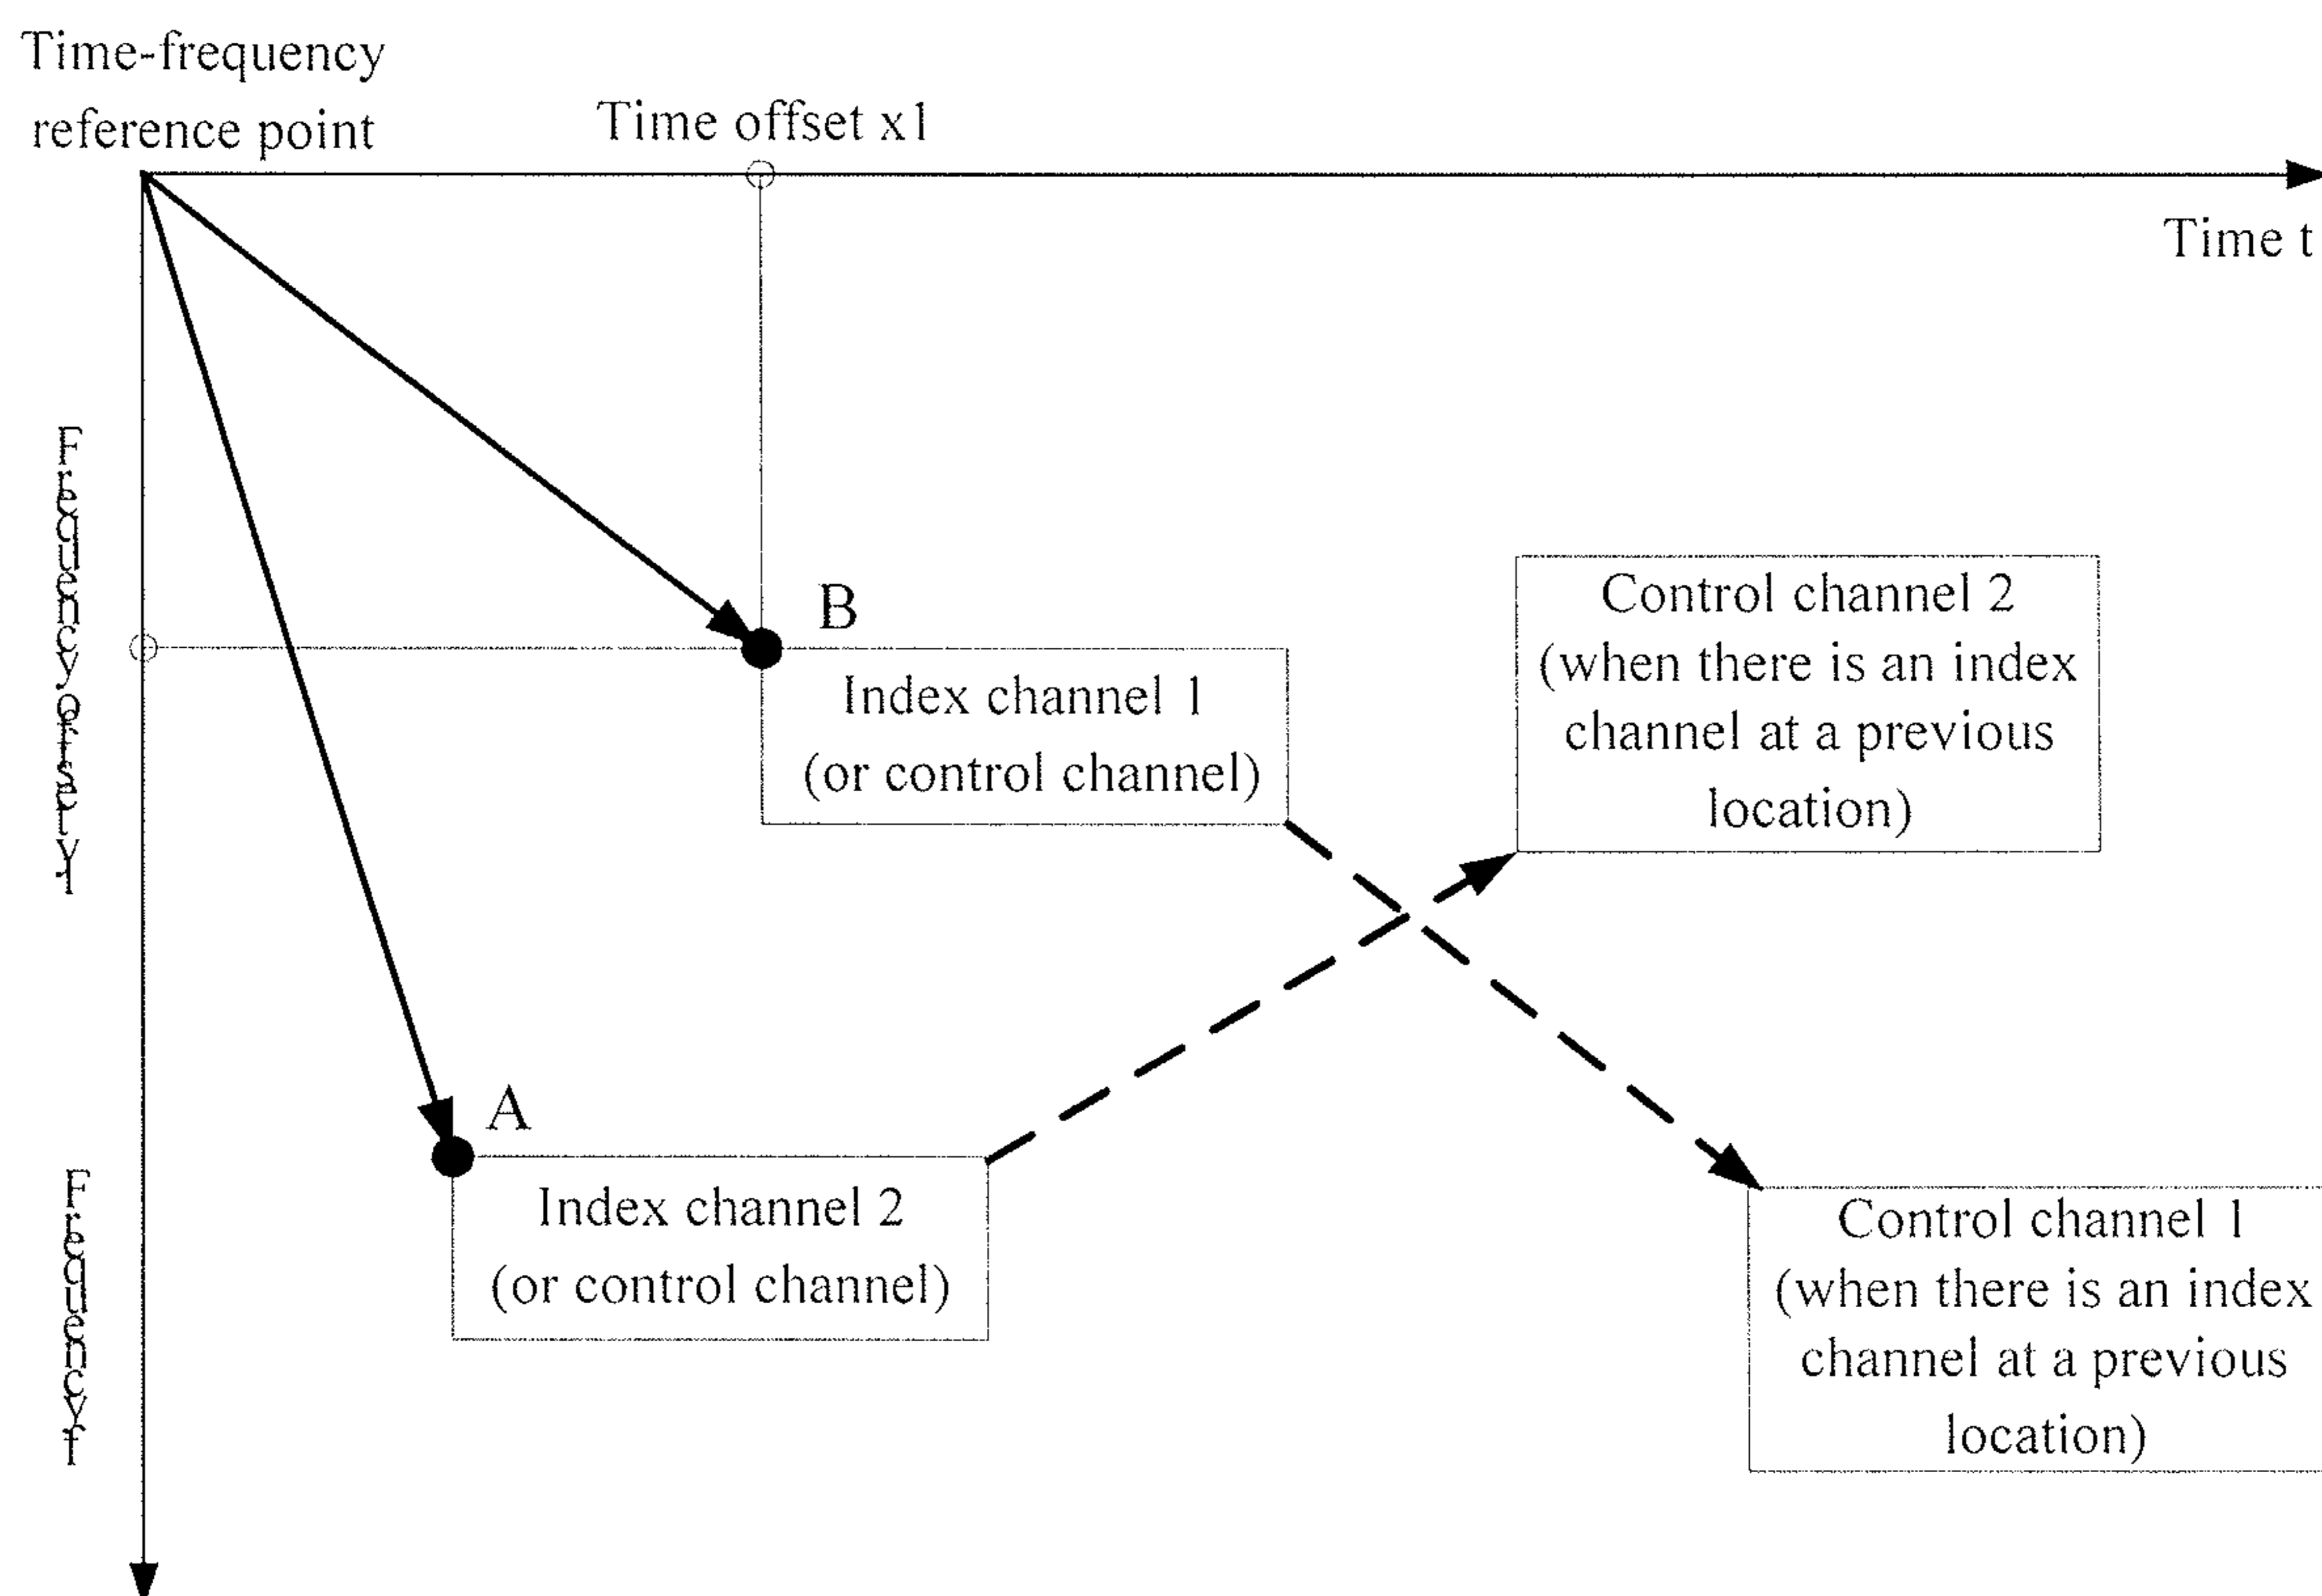 Time-frequency
reference point
Time offset x1
Time t
Frequency offset y1
B
Control channel 2
(when there is an index
channel at a previous
location)
Index channel 1
(or control channel)
A
Index channel 2
(or control channel)
Control channel 1
(when there is an index
channel at a previous
location)
Frequency f